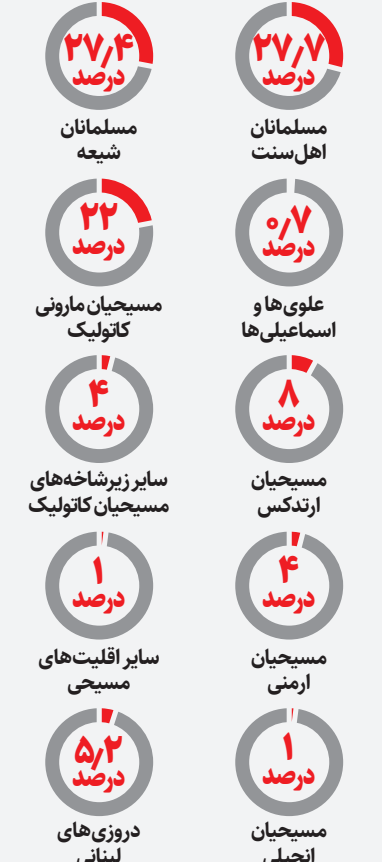 ۲۷٫۷
درصد
مسلمانان
اهل‌سنت
۲۷٫۴
درصد
مسلمانان
شیعه
۰٫۷
درصد
علوی‌ها و
اسماعیلی‌ها
۲۲
درصد
مسیحیان مارونی
کاتولیک
۸
درصد
مسیحیان
ارتدکس
۴
درصد
سایر زیرشاخه‌های
مسیحیان کاتولیک
۴
درصد
مسیحیان
ارمنی
۱
درصد
سایر اقلیت‌های
مسیحی
۱
درصد
مسیحیان
انجیلی
۵٫۲
درصد
دروزی‌های
لبنانی